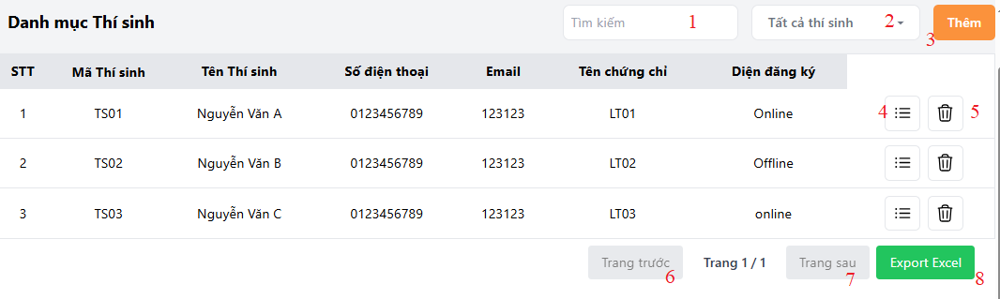 Danh mục Thí sinh Tìm kiếm 1 Tất cả thí sinh 2 3 Thêm
STT Mã Thí sinh Tên Thí sinh Số điện thoại Email Tên chứng chỉ Diện đăng ký
1 TS01 Nguyễn Văn A 0123456789 123123 LT01 Online 4 5
2 TS02 Nguyễn Văn B 0123456789 123123 LT02 Offline
3 TS03 Nguyễn Văn C 0123456789 123123 LT03 online
Trang trước 6 Trang 1 / 1 Trang sau 7 Export Excel 8